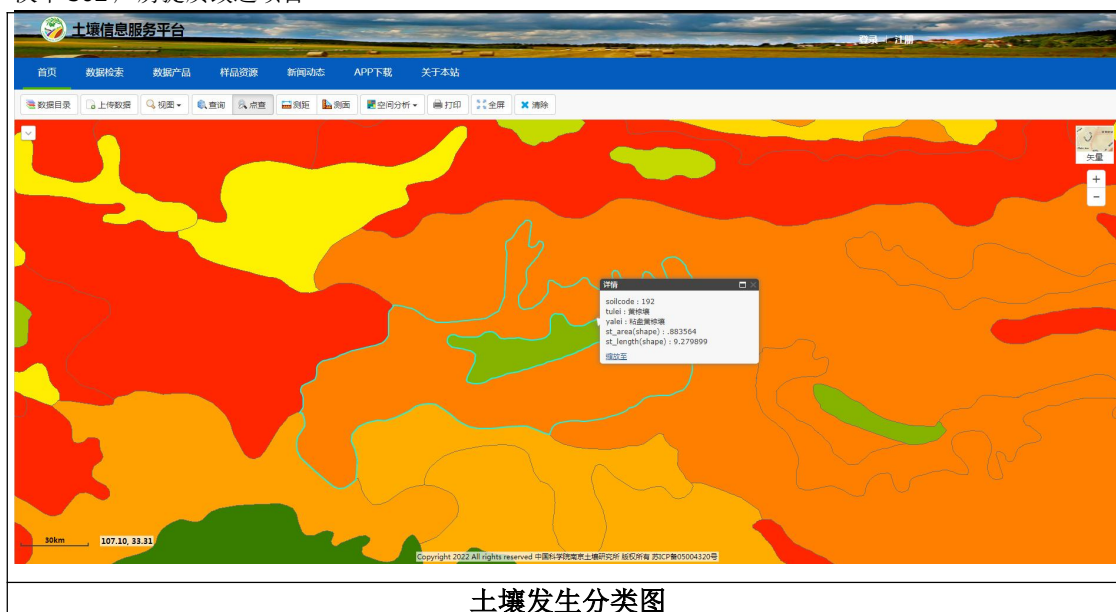 土壤信息服务平台
登录 | 注册
首页 数据检索 数据产品 样品资源 新闻动态 APP下载 关于本站
数据目录 上传数据 视图 查询 点查 测距 测面 空间分析 打印 全屏 清除
矢量
+
−
详情
soilcode : 192
tulei : 黄棕壤
yalei : 粘盘黄棕壤
st_area(shape) : .883564
st_length(shape) : 9.279899
缩放至
30km
107.10, 33.31
Copyright 2022 All rights reserved 中国科学院南京土壤研究所 版权所有 苏ICP备05004320号
土壤发生分类图